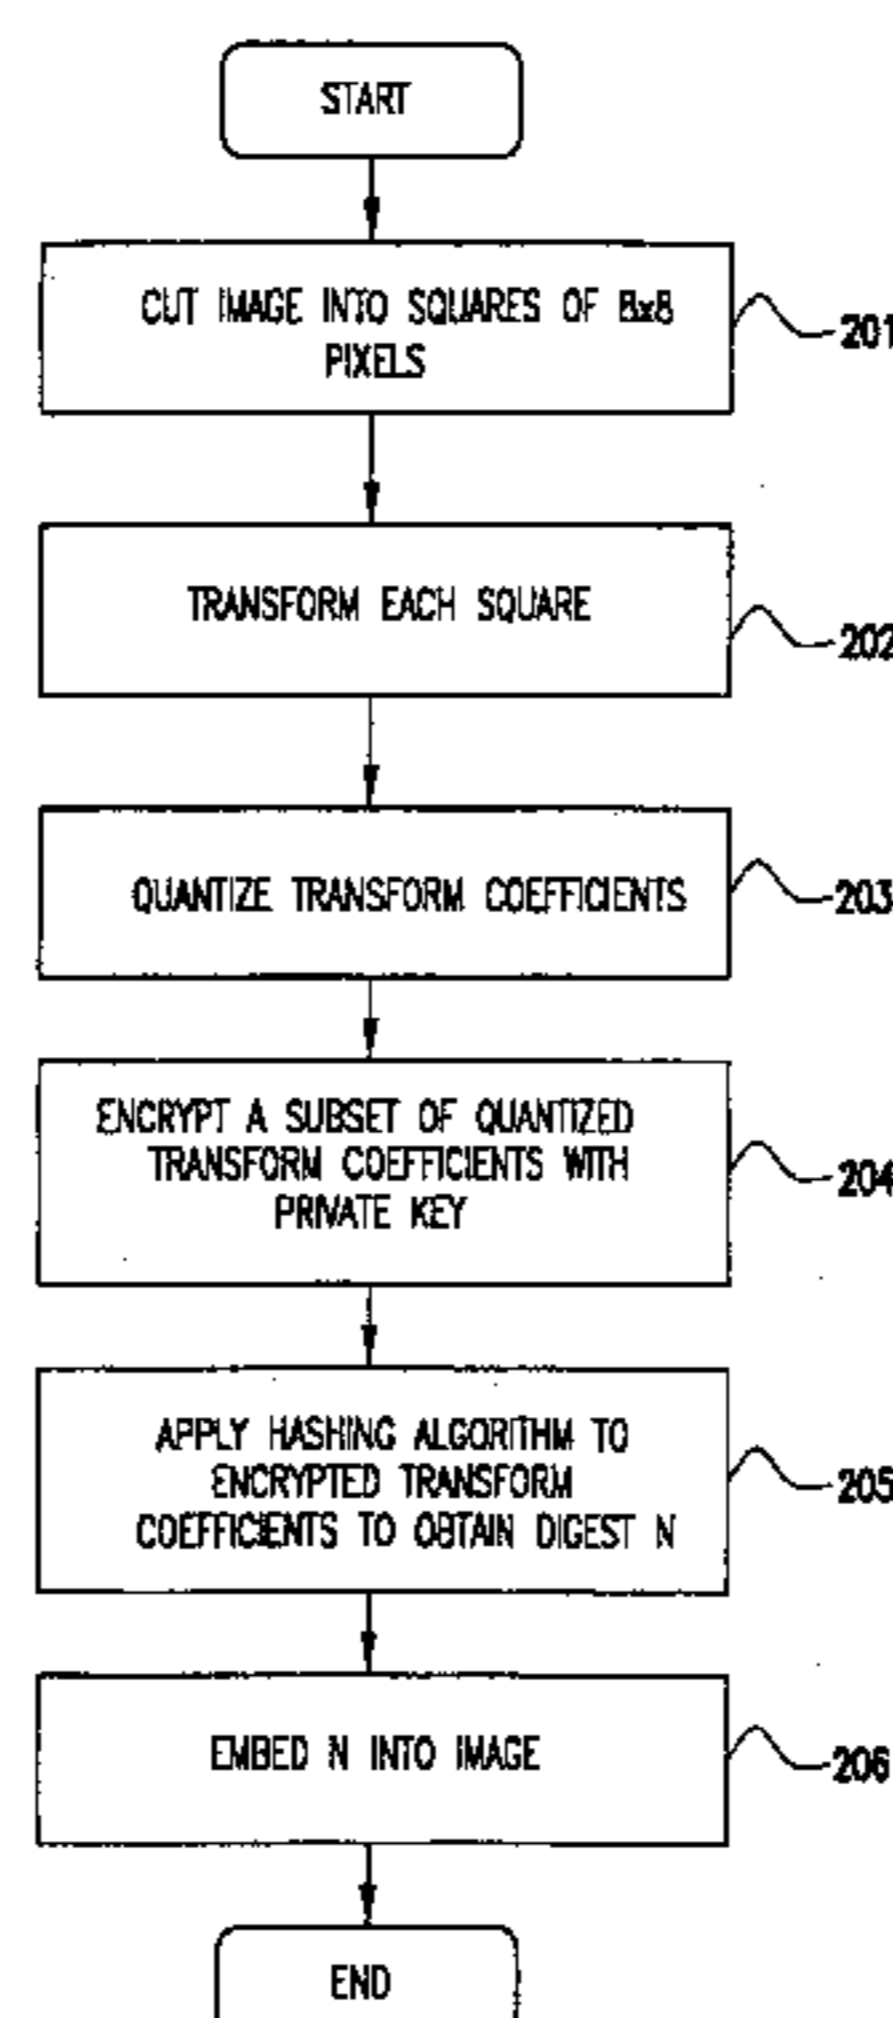 START
CUT IMAGE INTO SQUARES OF 8x8
PIXELS
201
TRANSFORM EACH SQUARE
202
QUANTIZE TRANSFORM COEFFICIENTS
203
ENCRYPT A SUBSET OF QUANTIZED
TRANSFORM COEFFICIENTS WITH
PRIVATE KEY
204
APPLY HASHING ALGORITHM TO
ENCRYPTED TRANSFORM
COEFFICIENTS TO OBTAIN DIGEST N
205
EMBED N INTO IMAGE
206
END